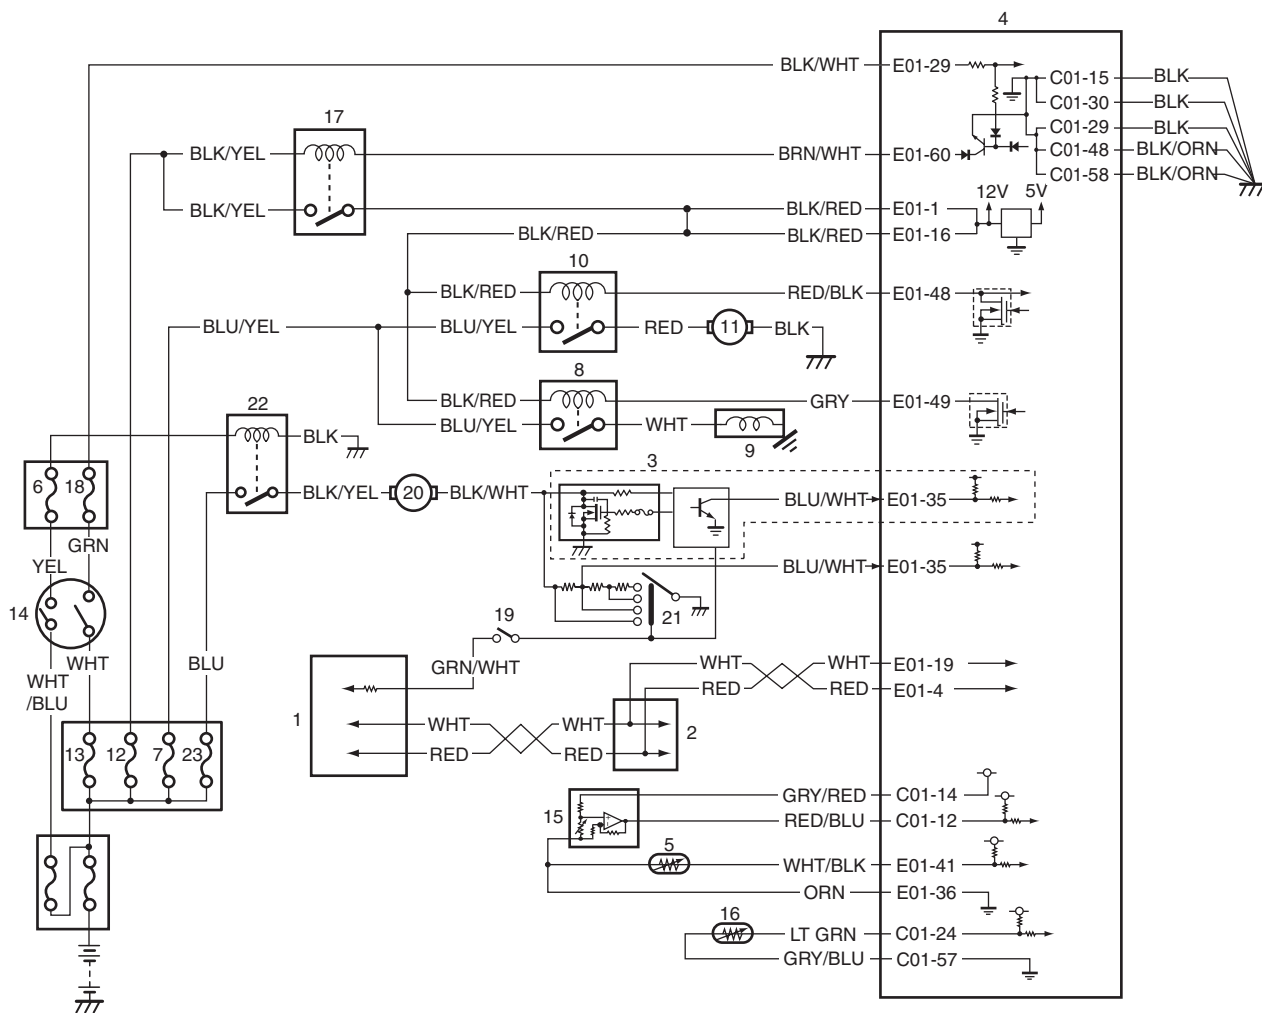 4
BLK/WHT E01-29
C01-15 BLK
C01-30 BLK
17
C01-29 BLK
BLK/YEL BRN/WHT E01-60 C01-48 BLK/ORN
C01-58 BLK/ORN
12V 5V
BLK/YEL BLK/RED E01-1
BLK/RED BLK/RED E01-16
10
BLK/RED RED/BLK E01-48
BLU/YEL BLU/YEL RED 11 BLK
8
BLK/RED GRY E01-49
22
BLU/YEL WHT
BLK
9
3
6 18
BLK/YEL 20 BLK/WHT BLU/WHT E01-35
GRN
YEL
BLU/WHT E01-35
14
19 21
WHT BLU GRN/WHT WHT WHT E01-19
WHT
/BLU
RED RED E01-4
1 WHT WHT 2
RED RED
13 12 7 23
GRY/RED C01-14
15 RED/BLU C01-12
5
WHT/BLK E01-41
ORN E01-36
16
LT GRN C01-24
GRY/BLU C01-57